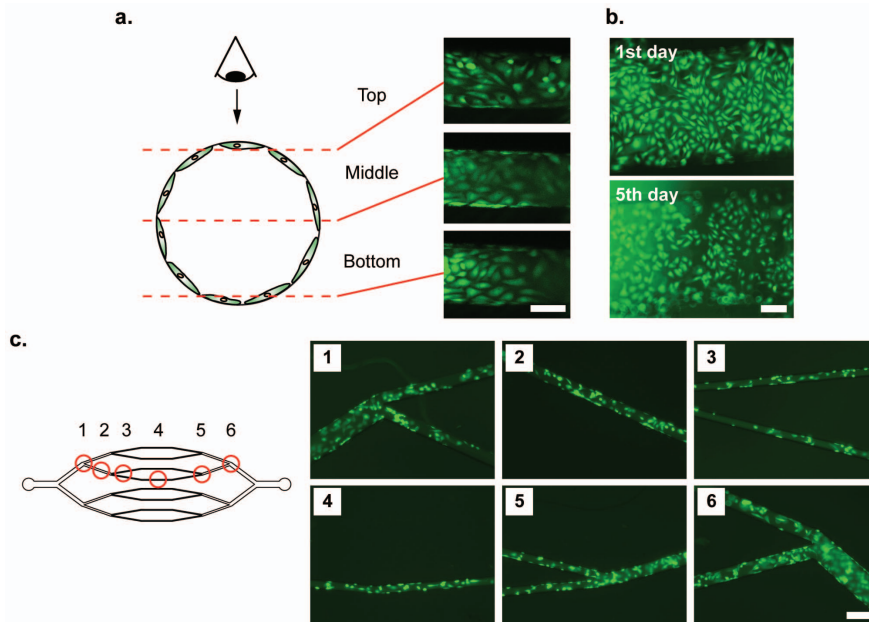 a.
Top
Middle
Bottom
b.
1st day
5th day
c.
1 2 3 4 5 6
1
2
3
4
5
6